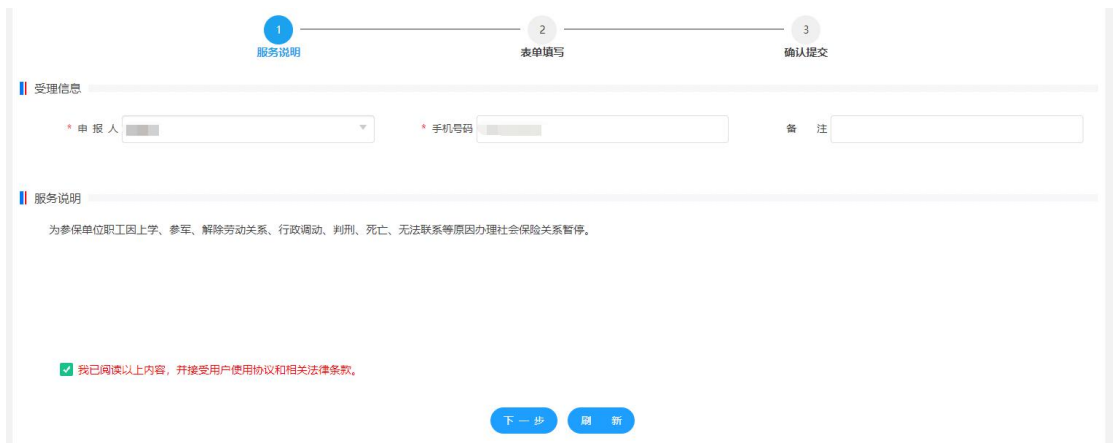 1 2 3
服务说明 表单填写 确认提交
受理信息
* 申 报 人 * 手机号码 备 注
服务说明
为参保单位职工因上学、参军、解除劳动关系、行政调动、判刑、死亡、无法联系等原因办理社会保险关系暂停。
我已阅读以上内容，并接受用户使用协议和相关法律条款。
下 一 步 刷 新